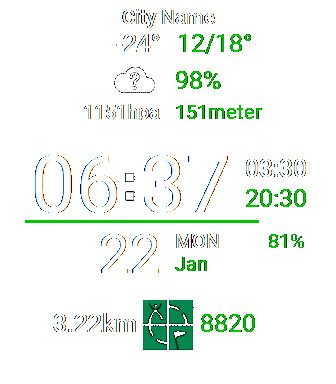 City Name
-24° 12/18°
? 98%
1151hpa 151meter
06:37 03:30
20:30
22 MON 81%
Jan
3.22km 8820